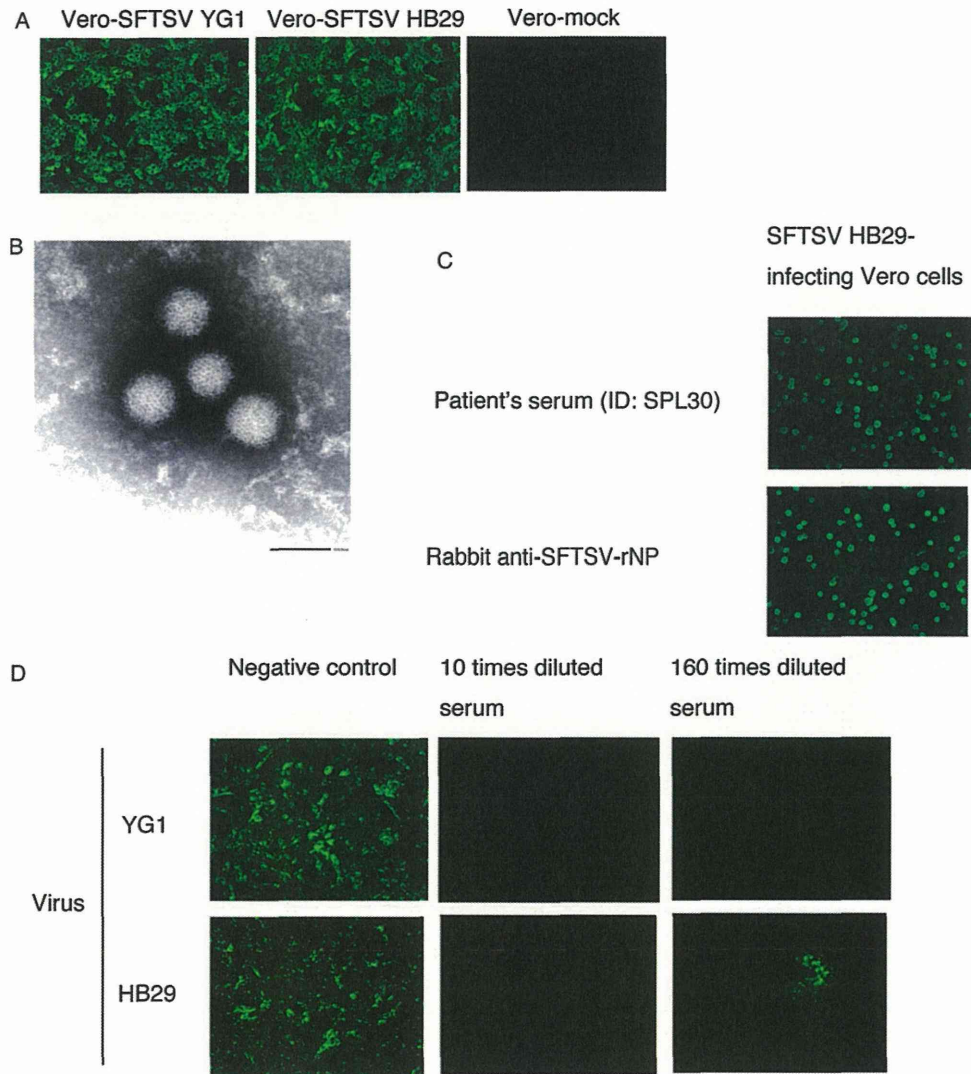 A
Vero-SFTSV YG1
Vero-SFTSV HB29
Vero-mock
B
C
SFTSV HB29-
infecting Vero cells
Patient's serum (ID: SPL30)
Rabbit anti-SFTSV-rNP
D
Negative control
10 times diluted
serum
160 times diluted
serum
Virus
YG1
HB29